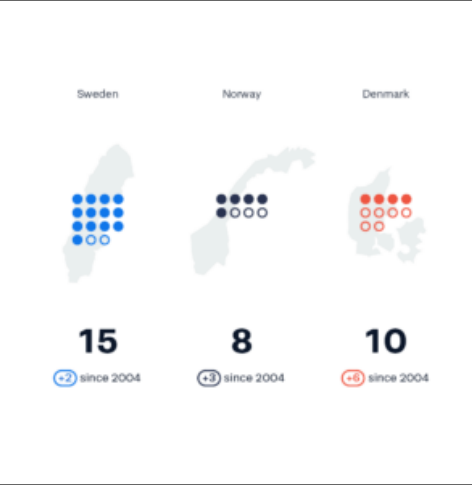 Sweden
Norway
Denmark
15
8
10
+2 since 2004
+3 since 2004
+6 since 2004